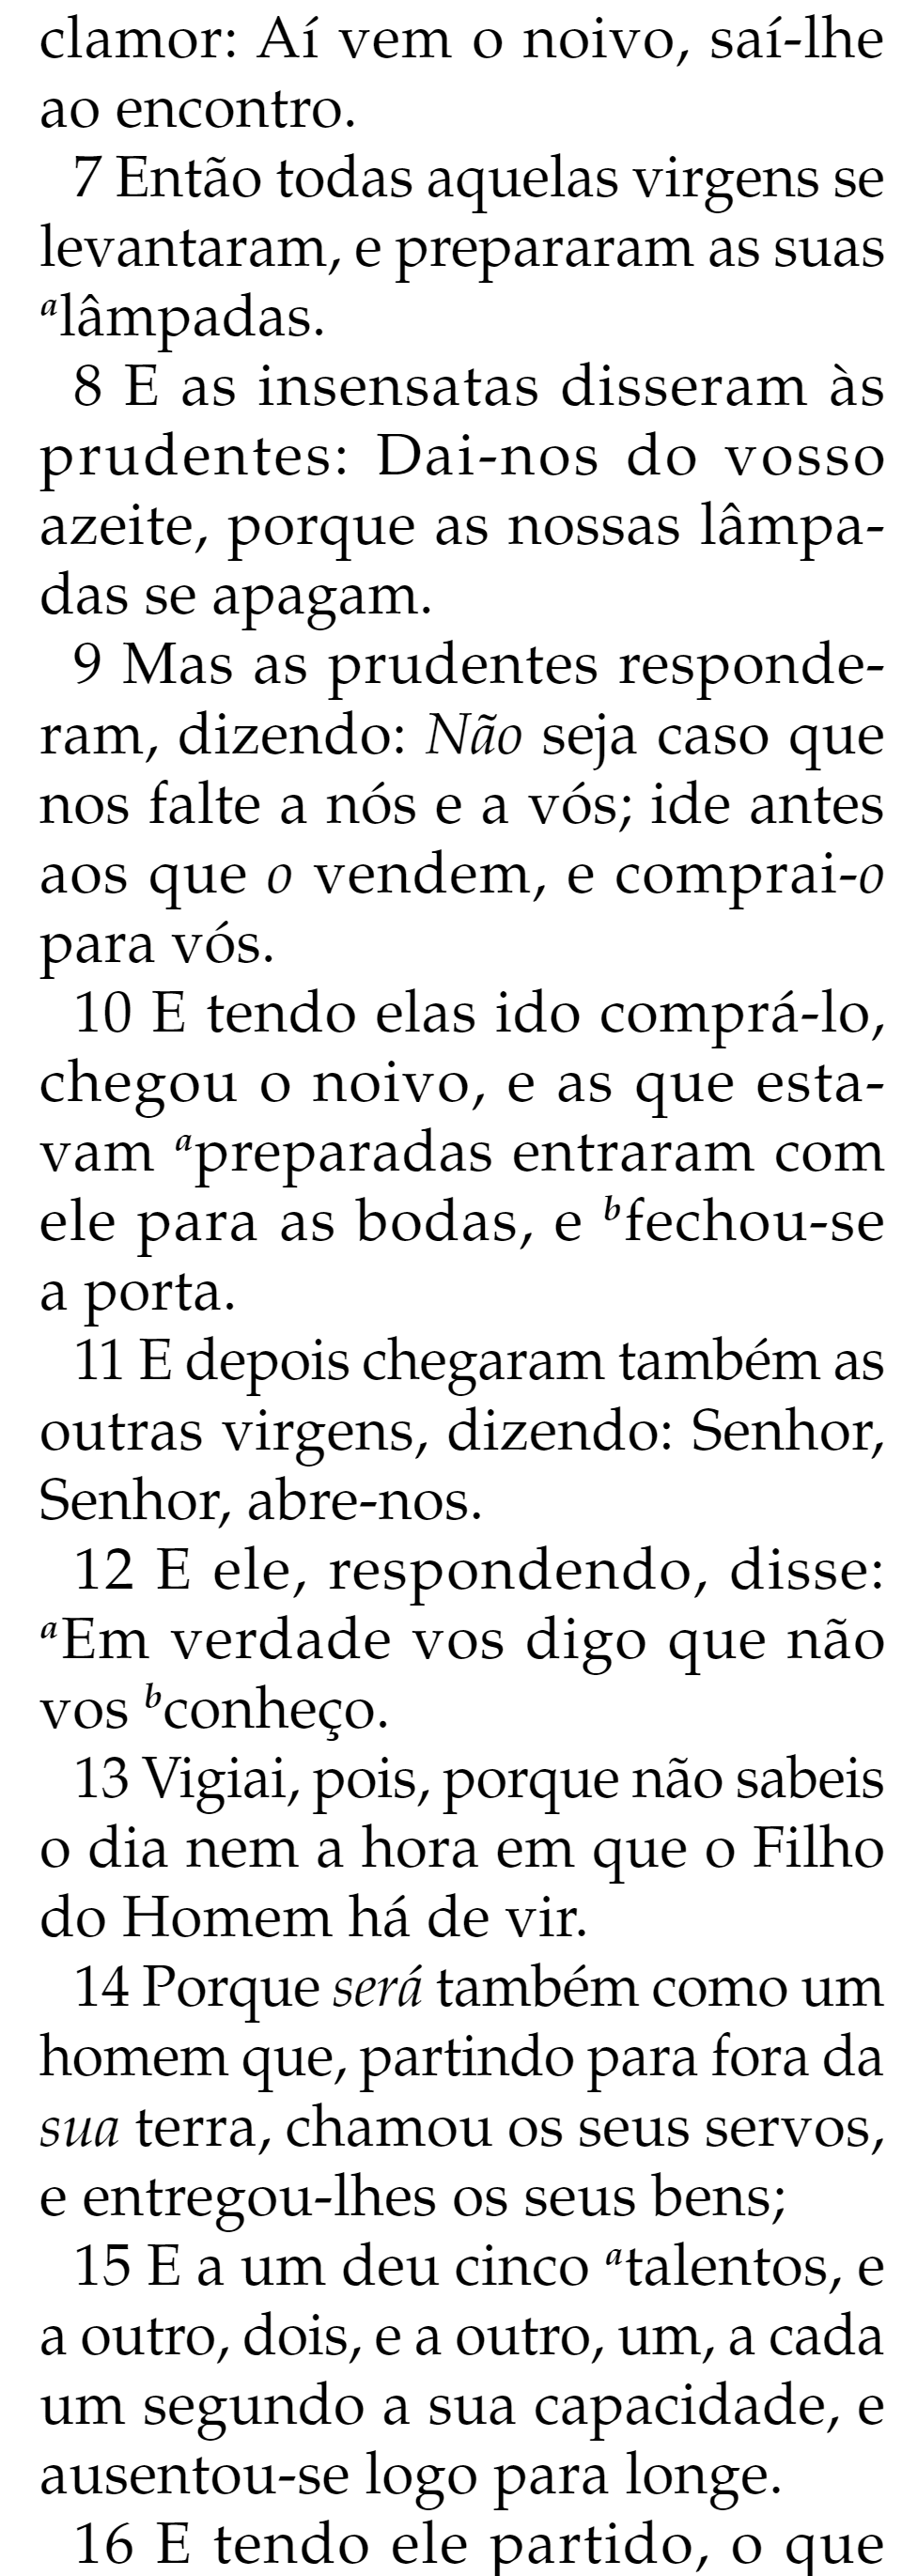 clamor: Aí vem o noivo, saí-lhe
ao encontro.
7 Então todas aquelas virgens se
levantaram, e prepararam as suas
alâmpadas.
8 E as insensatas disseram às
prudentes: Dai-nos do vosso
azeite, porque as nossas lâmpa-
das se apagam.
9 Mas as prudentes responde-
ram, dizendo: Não seja caso que
nos falte a nós e a vós; ide antes
aos que o vendem, e comprai-o
para vós.
10 E tendo elas ido comprá-lo,
chegou o noivo, e as que esta-
vam apreparadas entraram com
ele para as bodas, e bfechou-se
a porta.
11 E depois chegaram também as
outras virgens, dizendo: Senhor,
Senhor, abre-nos.
12 E ele, respondendo, disse:
aEm verdade vos digo que não
vos bconheço.
13 Vigiai, pois, porque não sabeis
o dia nem a hora em que o Filho
do Homem há de vir.
14 Porque será também como um
homem que, partindo para fora da
sua terra, chamou os seus servos,
e entregou-lhes os seus bens;
15 E a um deu cinco atalentos, e
a outro, dois, e a outro, um, a cada
um segundo a sua capacidade, e
ausentou-se logo para longe.
16 E tendo ele partido, o que